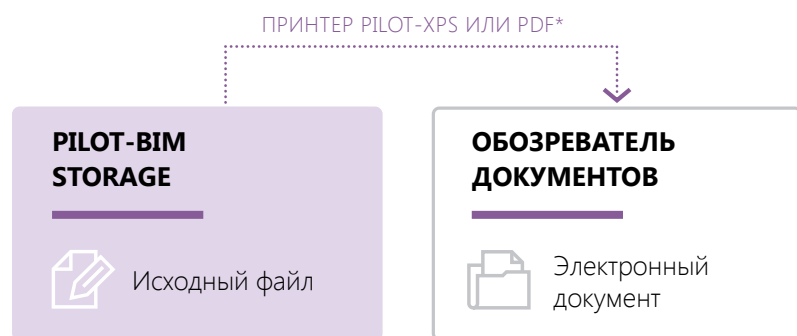 ПРИНТЕР PILOT-XPS ИЛИ PDF*
PILOT-BIM
STORAGE
Исходный файл
ОБОЗРЕВАТЕЛЬ
ДОКУМЕНТОВ
Электронный
документ